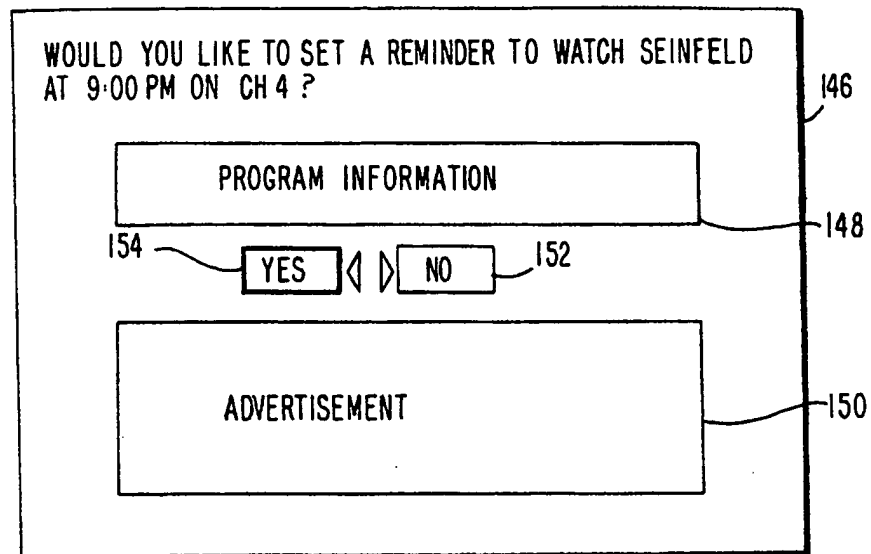 WOULD YOU LIKE TO SET A REMINDER TO WATCH SEINFELD
AT 9:00 PM ON CH 4 ?
146
PROGRAM INFORMATION
148
154
YES
NO
152
ADVERTISEMENT
150